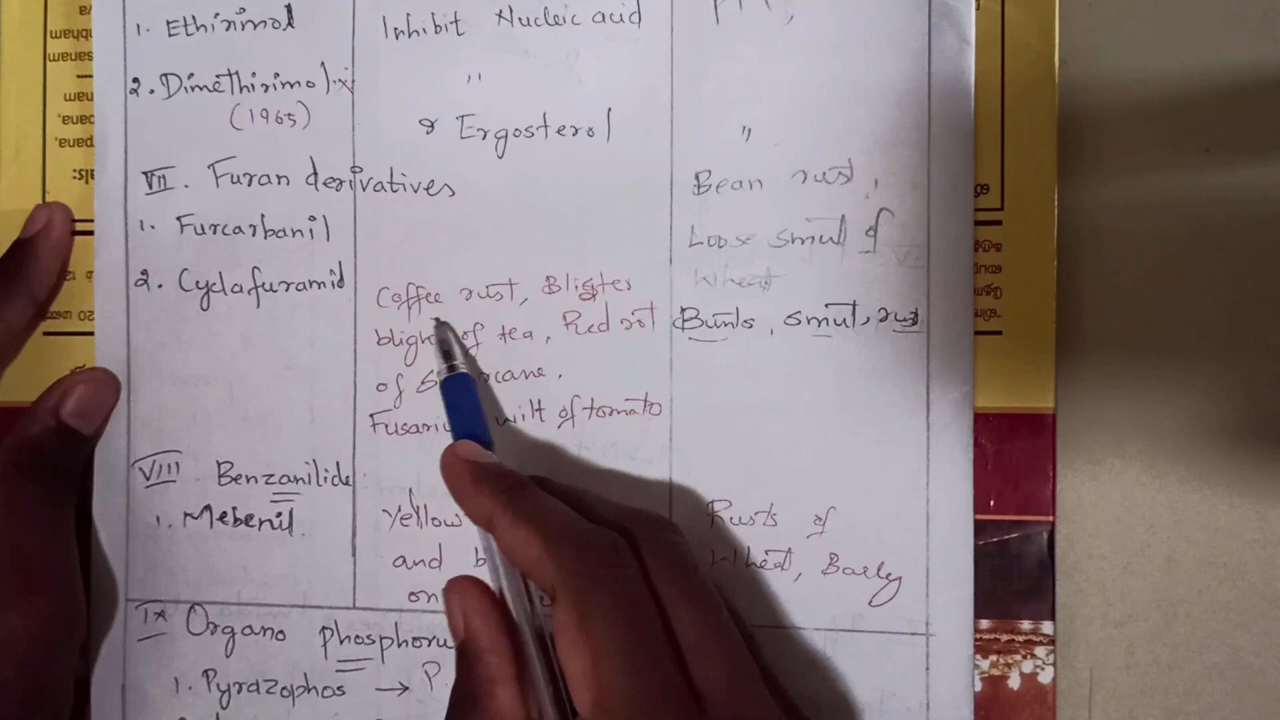 1. Ethirimol Inhibit Nucleic acid
2. Dimethirimol x "
(1965) & Ergosterol "
VII. Furan derivatives Bean rust,
1. Furcarbanil Loose smut of
Wheat
2. Cyclafuramid Coffee rust, Blister
blight of tea, Red rot Bunts, smut, rust
of cane.
wilt of tomato
VIII. Benzanilide
1. Mebenil. Yellow Rusts of
and Wheat, Barley
on
IX Organo phosphoru
1. Pyrazophos → P.